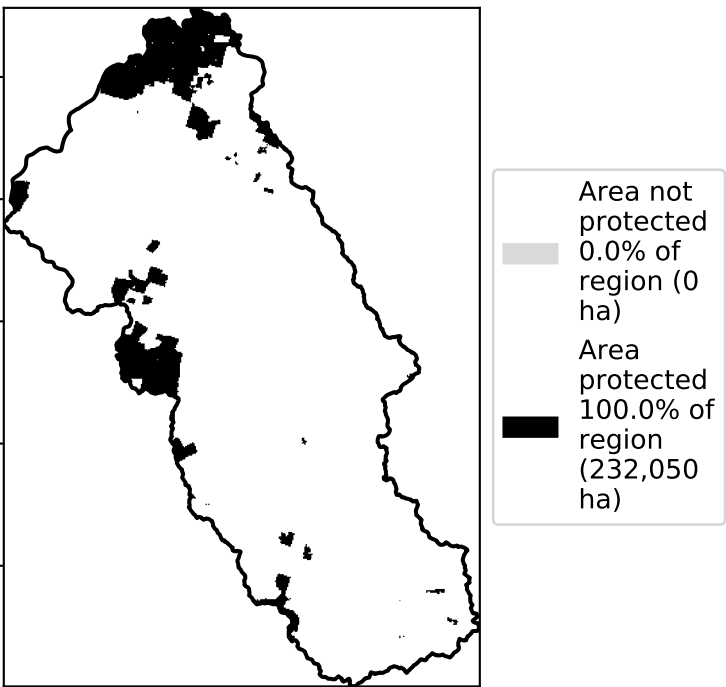 Area not
protected
0.0% of
region (0
ha)
Area
protected
100.0% of
region
(232,050
ha)